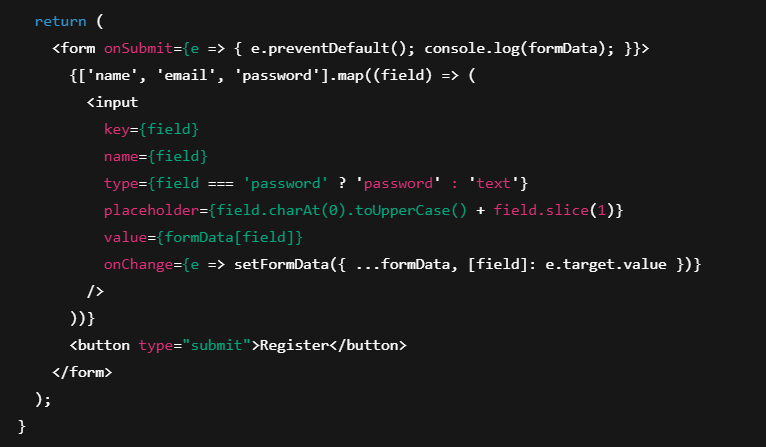 return (
<form onSubmit={e => { e.preventDefault(); console.log(formData); }}>
{['name', 'email', 'password'].map((field) => (
<input
key={field}
name={field}
type={field === 'password' ? 'password' : 'text'}
placeholder={field.charAt(0).toUpperCase() + field.slice(1)}
value={formData[field]}
onChange={e => setFormData({ ...formData, [field]: e.target.value })}
/>
))}
<button type="submit">Register</button>
</form>
);
}